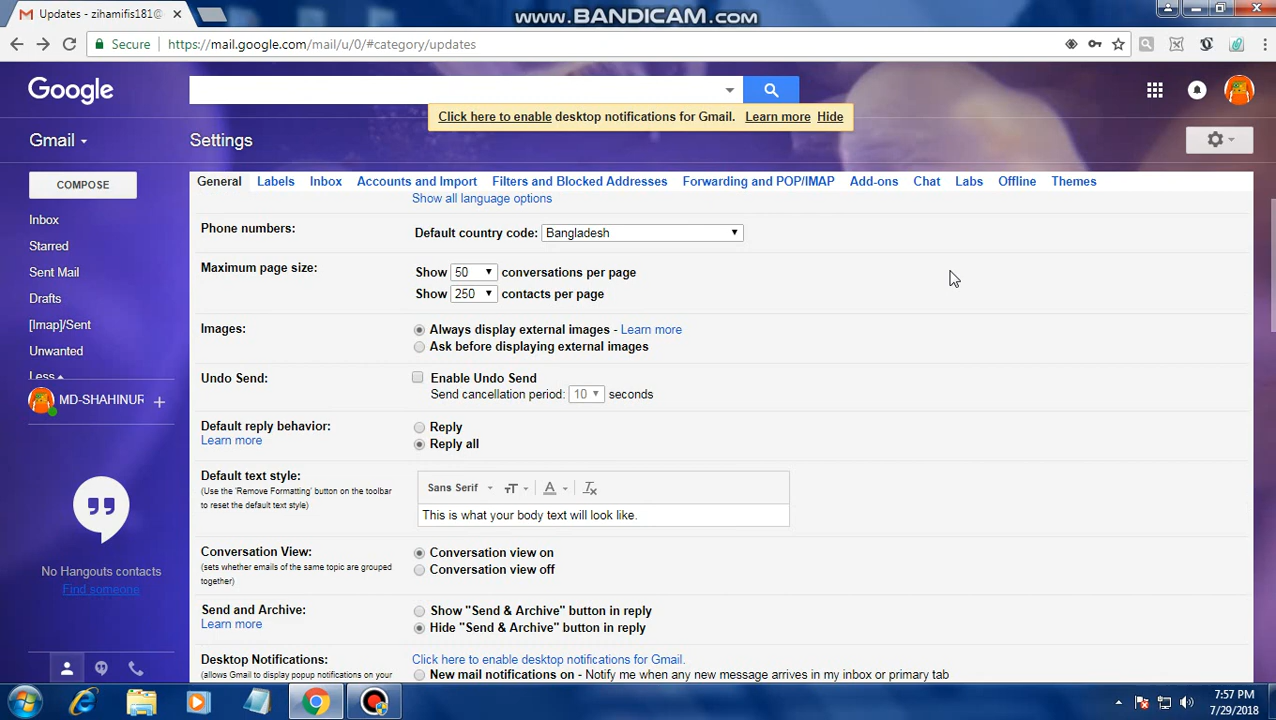 Updates - zihamifis181@
www.BANDICAM.com
Secure
https://mail.google.com/mail/u/0/#category/updates
Google
Click here to enable desktop notifications for Gmail. Learn more Hide
Gmail
Settings
COMPOSE
General Labels Inbox Accounts and Import Filters and Blocked Addresses Forwarding and POP/IMAP Add-ons Chat Labs Offline Themes
Show all language options
Inbox
Starred
Sent Mail
Drafts
[Imap]/Sent
Unwanted
Less
MD-SHAHINUR
No Hangouts contacts
Find someone
Phone numbers:
Default country code: Bangladesh
Maximum page size:
Show 50 conversations per page
Show 250 contacts per page
Images:
Always display external images - Learn more
Ask before displaying external images
Undo Send:
Enable Undo Send
Send cancellation period: 10 seconds
Default reply behavior:
Learn more
Reply
Reply all
Default text style:
(Use the 'Remove Formatting' button on the toolbar
to reset the default text style)
Sans Serif
This is what your body text will look like.
Conversation View:
(sets whether emails of the same topic are grouped
together)
Conversation view on
Conversation view off
Send and Archive:
Learn more
Show "Send & Archive" button in reply
Hide "Send & Archive" button in reply
Desktop Notifications:
(allows Gmail to display popup notifications on your
Click here to enable desktop notifications for Gmail.
New mail notifications on - Notify me when any new message arrives in my inbox or primary tab
7:57 PM
7/29/2018